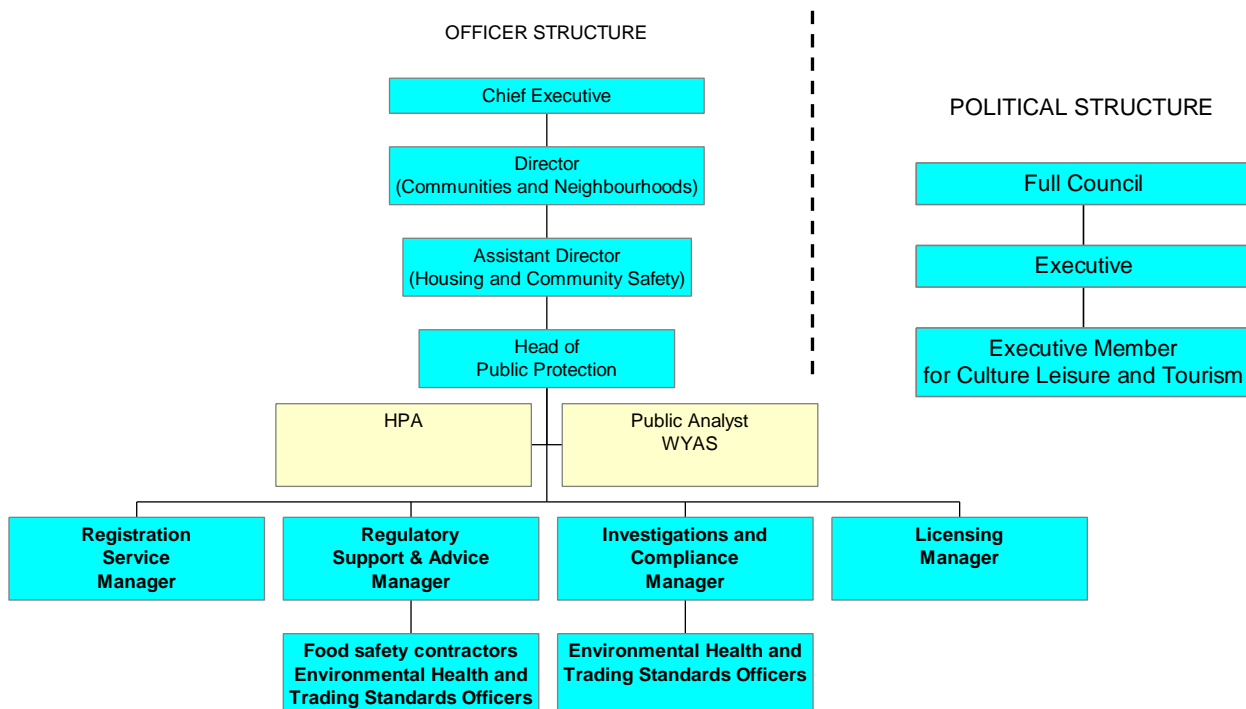 OFFICER STRUCTURE
Chief Executive
Director
(Communities and Neighbourhoods)
Assistant Director
(Housing and Community Safety)
Head of
Public Protection
HPA
Public Analyst
WYAS
Registration
Service
Manager
Regulatory
Support & Advice
Manager
Investigations and
Compliance
Manager
Licensing
Manager
Food safety contractors
Environmental Health and
Trading Standards Officers
Environmental Health and
Trading Standards Officers
POLITICAL STRUCTURE
Full Council
Executive
Executive Member
for Culture Leisure and Tourism